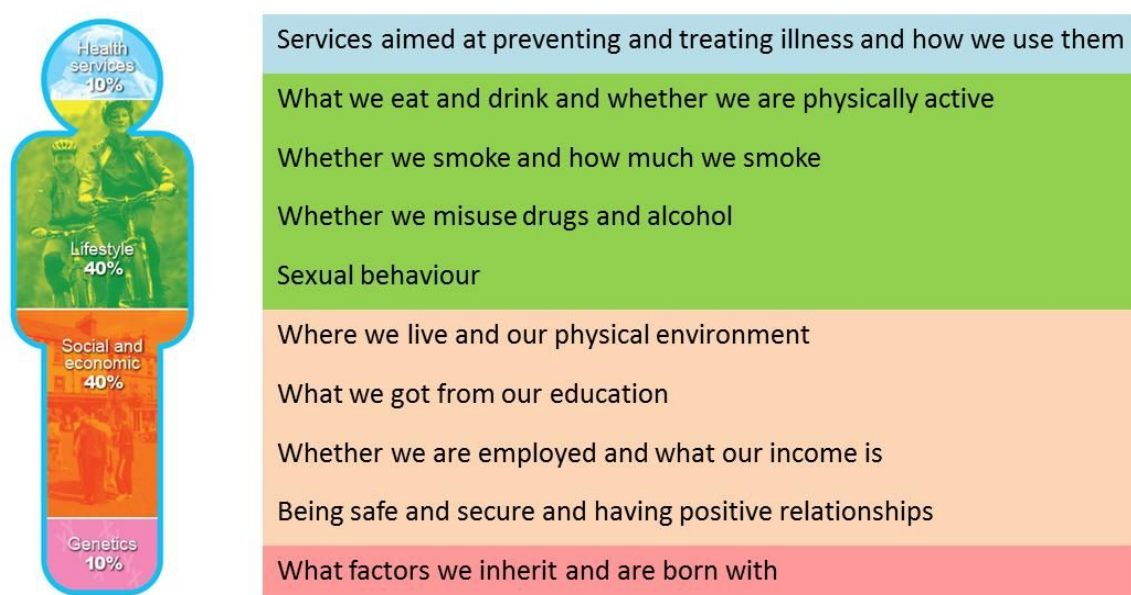 Health
services
10%
Services aimed at preventing and treating illness and how we use them
Lifestyle
40%
What we eat and drink and whether we are physically active
Whether we smoke and how much we smoke
Whether we misuse drugs and alcohol
Sexual behaviour
Social and
economic
40%
Where we live and our physical environment
What we got from our education
Whether we are employed and what our income is
Being safe and secure and having positive relationships
Genetics
10%
What factors we inherit and are born with